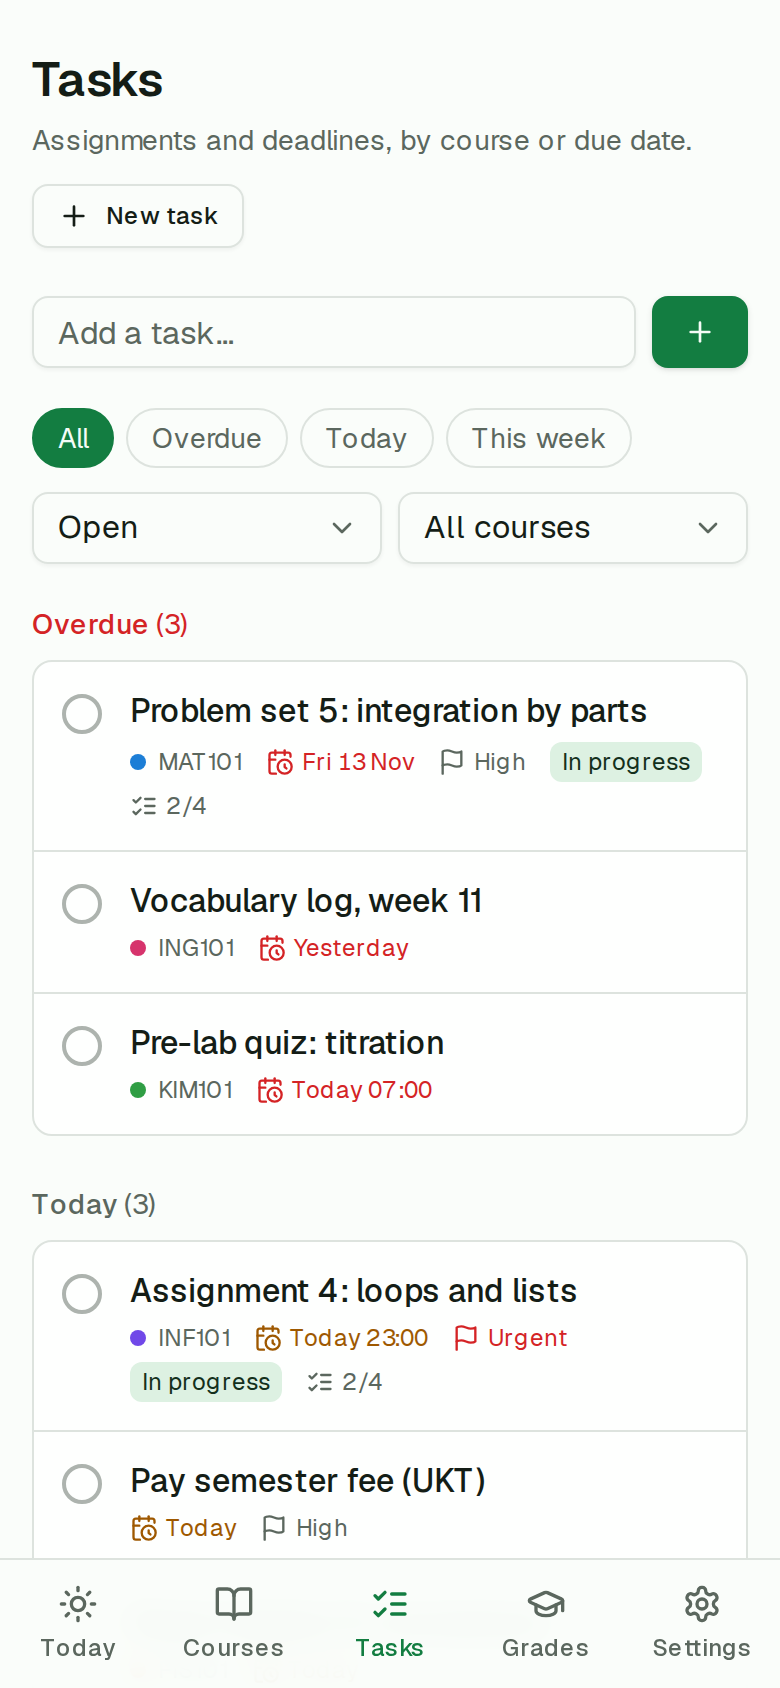 Tasks
Assignments and deadlines, by course or due date.
New task
Add a task...
All Overdue Today This week
Open All courses
Overdue (3)
Problem set 5: integration by parts
MAT101 Fri 13 Nov High In progress
2/4
Vocabulary log, week 11
ING101 Yesterday
Pre-lab quiz: titration
KIM101 Today 07:00
Today (3)
Assignment 4: loops and lists
INF101 Today 23:00 Urgent
In progress 2/4
Pay semester fee (UKT)
Today High
Today Courses Tasks Grades Settings